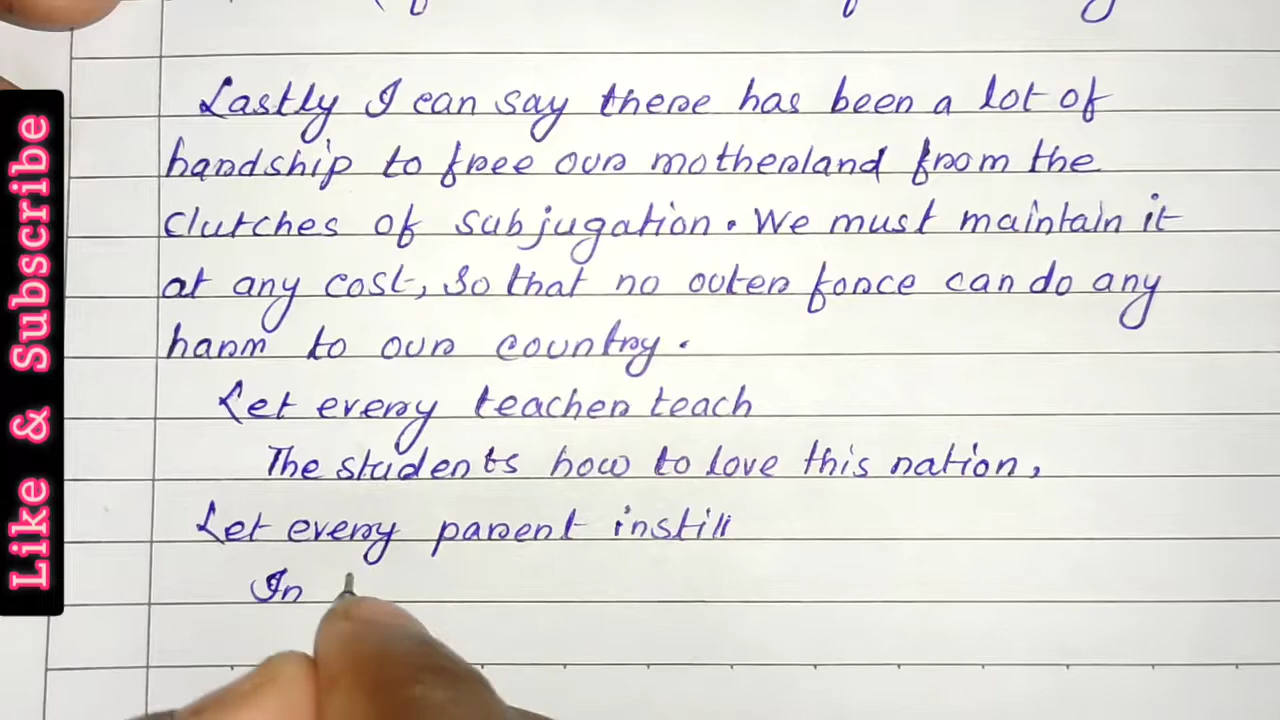 Lastly I can say there has been a lot of
hardship to free our motherland from the
clutches of subjugation. We must maintain it
at any cost, so that no outer force can do any
harm to our country.
Let every teacher teach
The students how to love this nation,
Let every parent instill
In
Like & Subscribe